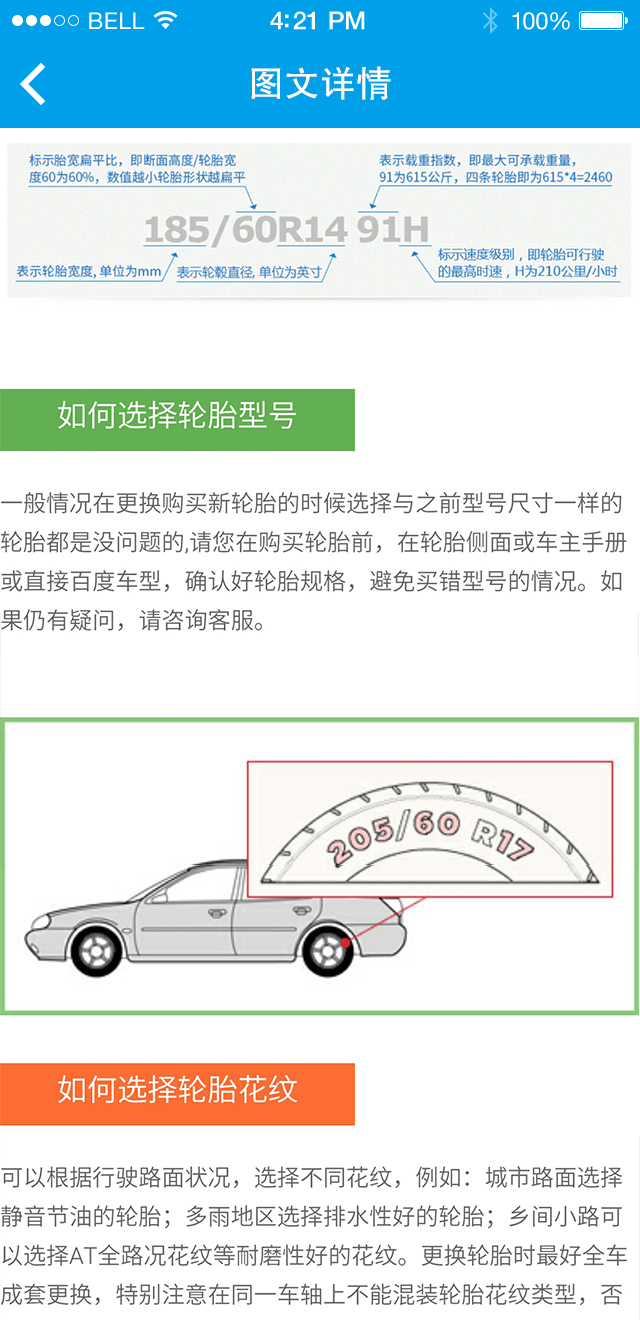 BELL 4:21 PM 100%
图文详情
标示胎宽扁平比，即断面高度/轮胎宽
度60为60%，数值越小轮胎形状越扁平
表示载重指数，即最大可承载重量，
91为615公斤，四条轮胎即为615*4=2460
185/60R14 91H
表示轮胎宽度, 单位为mm
表示轮毂直径, 单位为英寸
标示速度级别，即轮胎可行驶
的最高时速，H为210公里/小时
如何选择轮胎型号
一般情况在更换购买新轮胎的时候选择与之前型号尺寸一样的
轮胎都是没问题的,请您在购买轮胎前，在轮胎侧面或车主手册
或直接百度车型，确认好轮胎规格，避免买错型号的情况。如
果仍有疑问，请咨询客服。
205/60 R17
如何选择轮胎花纹
可以根据行驶路面状况，选择不同花纹，例如：城市路面选择
静音节油的轮胎；多雨地区选择排水性好的轮胎；乡间小路可
以选择AT全路况花纹等耐磨性好的花纹。更换轮胎时最好全车
成套更换，特别注意在同一车轴上不能混装轮胎花纹类型，否